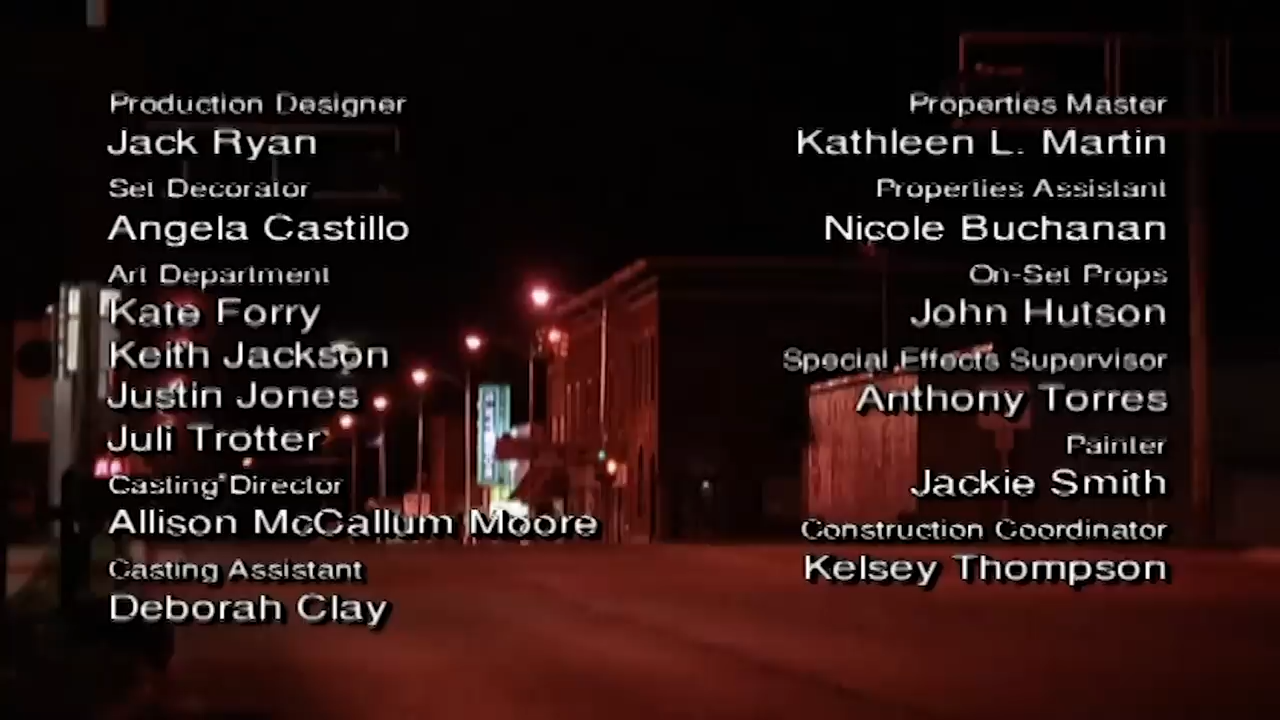 Production Designer
Jack Ryan
Set Decorator
Angela Castillo
Art Department
Kate Forry
Keith Jackson
Justin Jones
Juli Trotter
Casting Director
Allison McCallum Moore
Casting Assistant
Deborah Clay
Properties Master
Kathleen L. Martin
Properties Assistant
Nicole Buchanan
On-Set Props
John Hutson
Special Effects Supervisor
Anthony Torres
Painter
Jackie Smith
Construction Coordinator
Kelsey Thompson